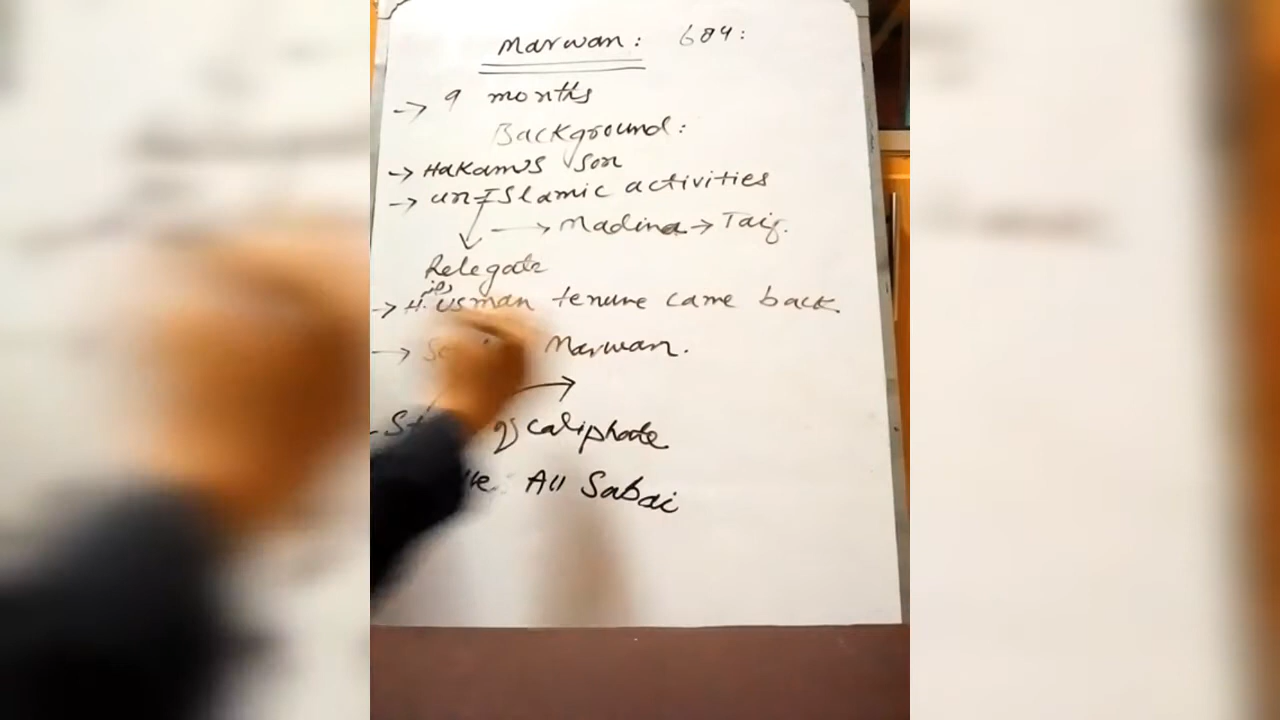 Marwan: 684:
→ 9 months
Background:
→ Hakam's son
→ un-Islamic activities
→ Madina → Taif.
Relegate
→ H. Usman tenure came back.
→ Marwan.
of caliphate
All Sabai